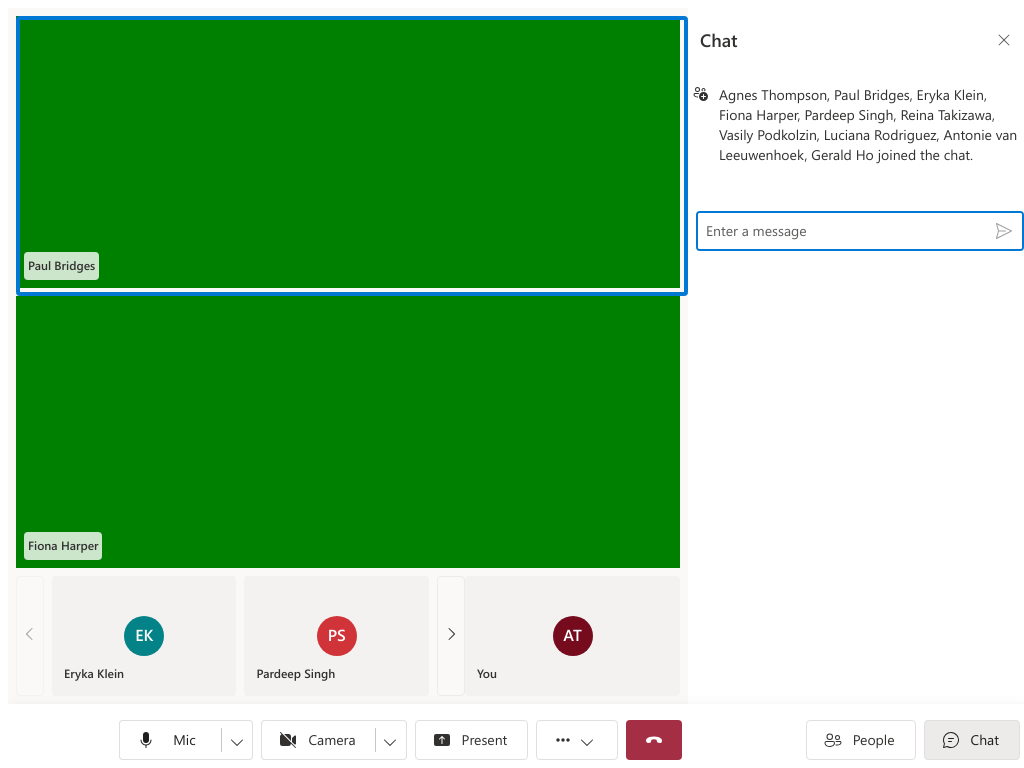 Chat
Agnes Thompson, Paul Bridges, Eryka Klein,
Fiona Harper, Pardeep Singh, Reina Takizawa,
Vasily Podkolzin, Luciana Rodriguez, Antonie van
Leeuwenhoek, Gerald Ho joined the chat.
Enter a message
Paul Bridges
Fiona Harper
EK
Eryka Klein
PS
Pardeep Singh
AT
You
Mic
Camera
Present
People
Chat